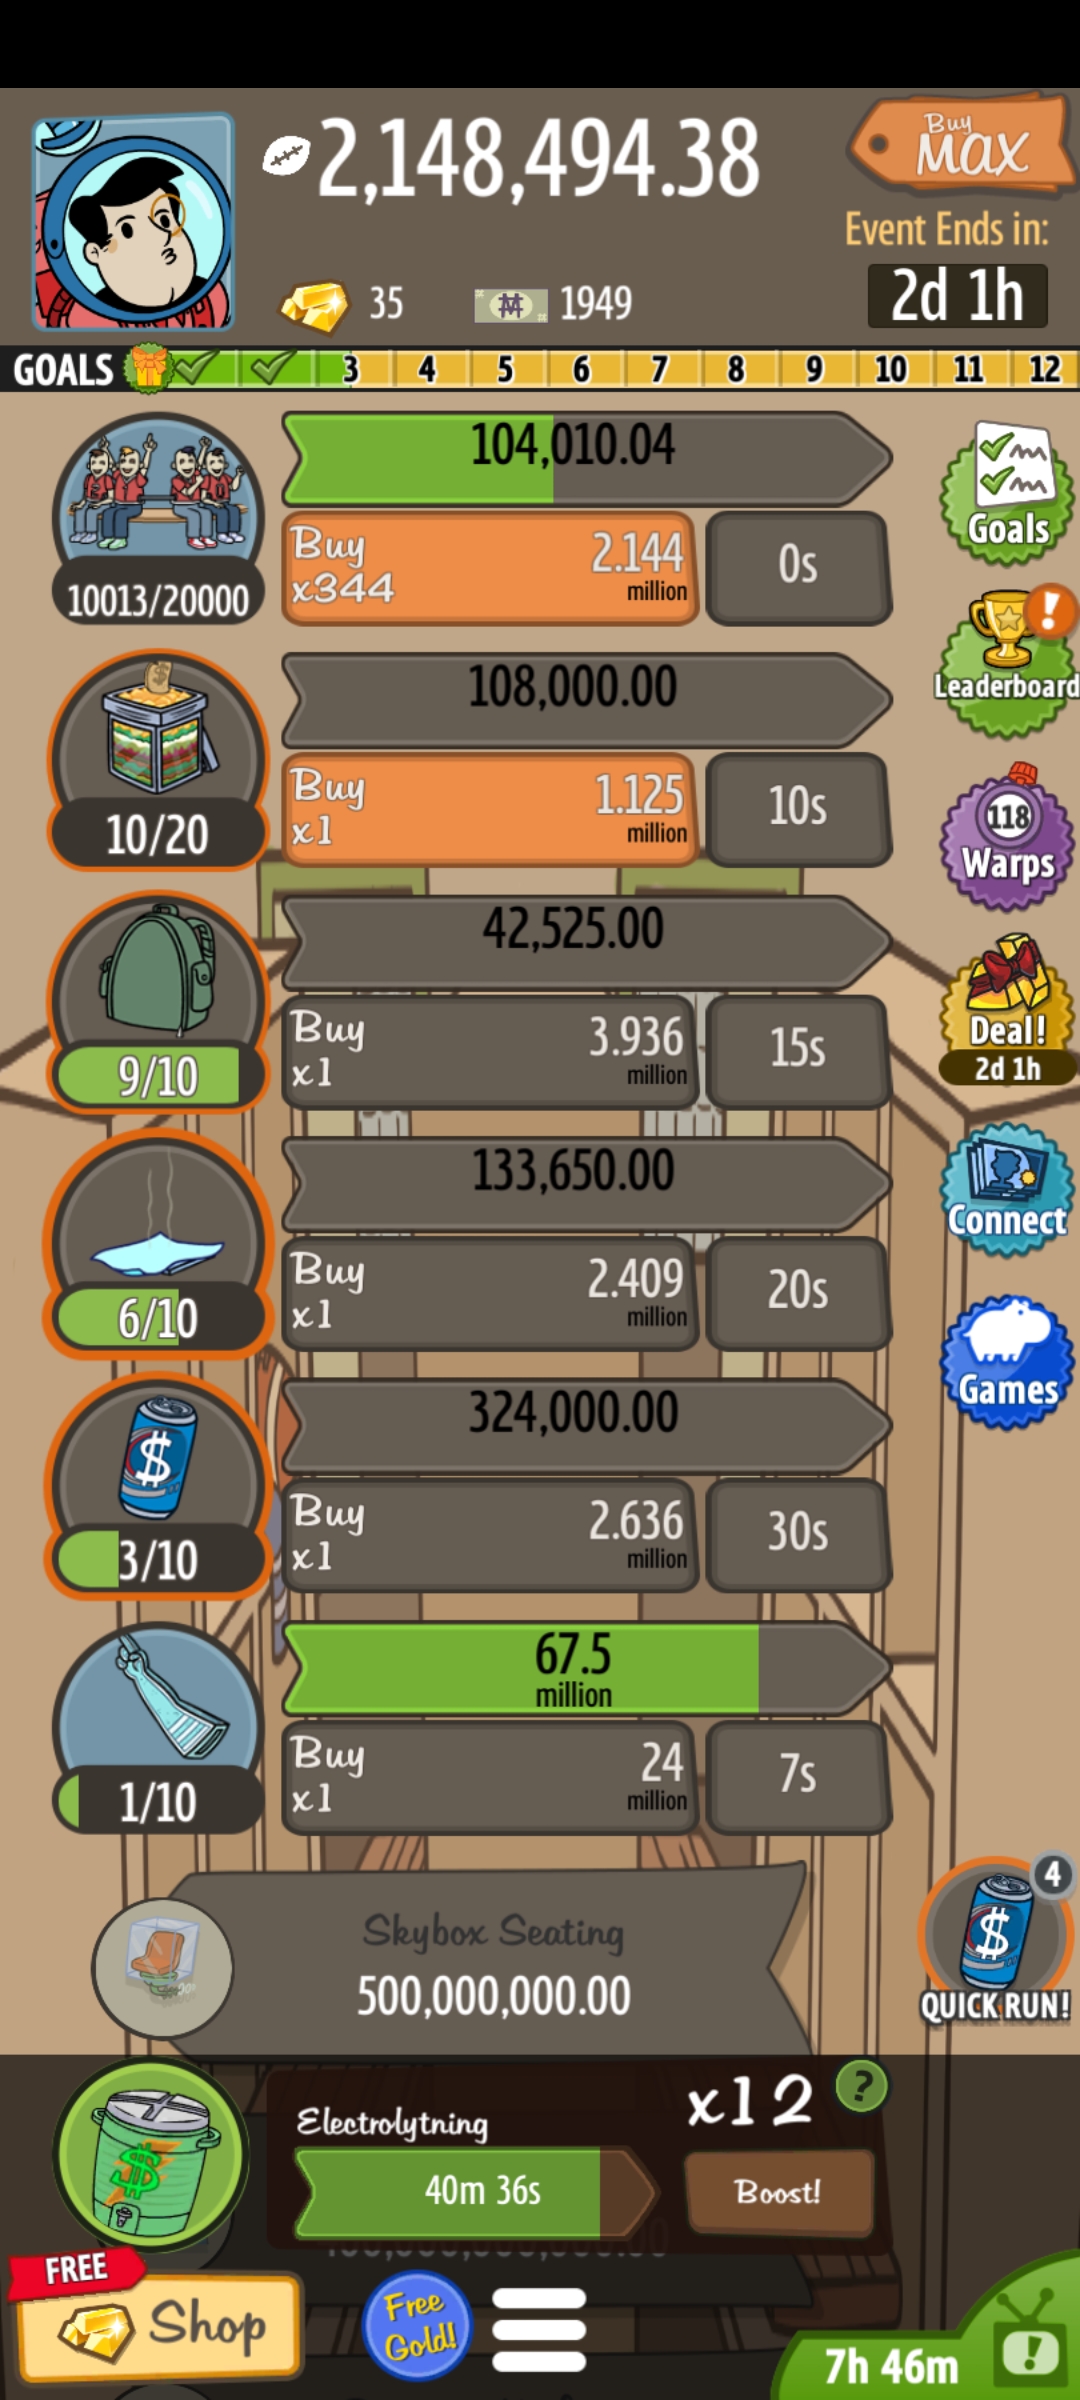 2,148,494.38
Buy
MAX
Event Ends in:
2d 1h
35
1949
GOALS 3 4 5 6 7 8 9 10 11 12
104,010.04
Buy
x344
2.144
million
0s
10013/20000
Goals
Leaderboard
108,000.00
Buy
x1
1.125
million
10s
10/20
118
Warps
42,525.00
Buy
x1
3.936
million
15s
9/10
Deal!
2d 1h
133,650.00
Buy
x1
2.409
million
20s
6/10
Connect
324,000.00
Buy
x1
2.636
million
30s
3/10
Games
67.5
million
Buy
x1
24
million
7s
1/10
Skybox Seating
500,000,000.00
4
QUICK RUN!
Electrolytning
x12
?
40m 36s
Boost!
FREE
Shop
Free
Gold!
7h 46m